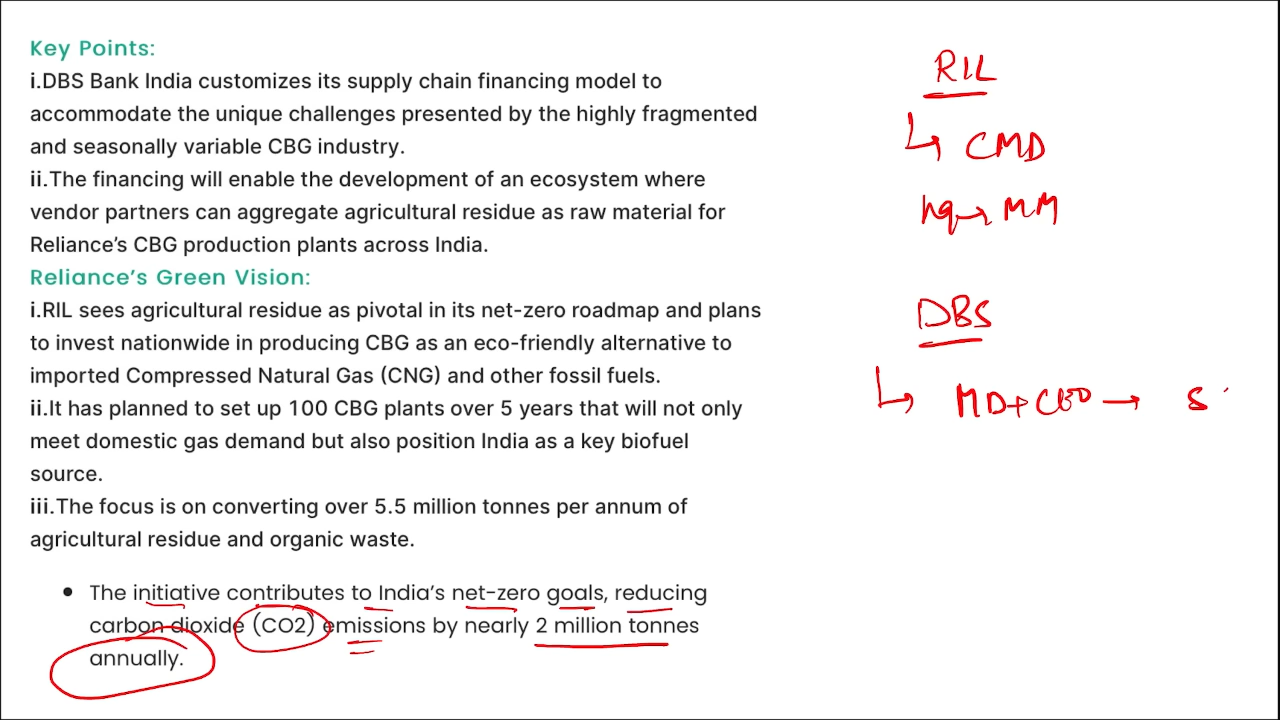 Key Points:
i.DBS Bank India customizes its supply chain financing model to
accommodate the unique challenges presented by the highly fragmented
and seasonally variable CBG industry.
ii.The financing will enable the development of an ecosystem where
vendor partners can aggregate agricultural residue as raw material for
Reliance’s CBG production plants across India.
Reliance’s Green Vision:
i.RIL sees agricultural residue as pivotal in its net-zero roadmap and plans
to invest nationwide in producing CBG as an eco-friendly alternative to
imported Compressed Natural Gas (CNG) and other fossil fuels.
ii.It has planned to set up 100 CBG plants over 5 years that will not only
meet domestic gas demand but also position India as a key biofuel
source.
iii.The focus is on converting over 5.5 million tonnes per annum of
agricultural residue and organic waste.
• The initiative contributes to India’s net-zero goals, reducing
carbon dioxide (CO2) emissions by nearly 2 million tonnes
annually.
RIL
↳ CMD
hq → MM
DBS
↳ MD+CEO → S